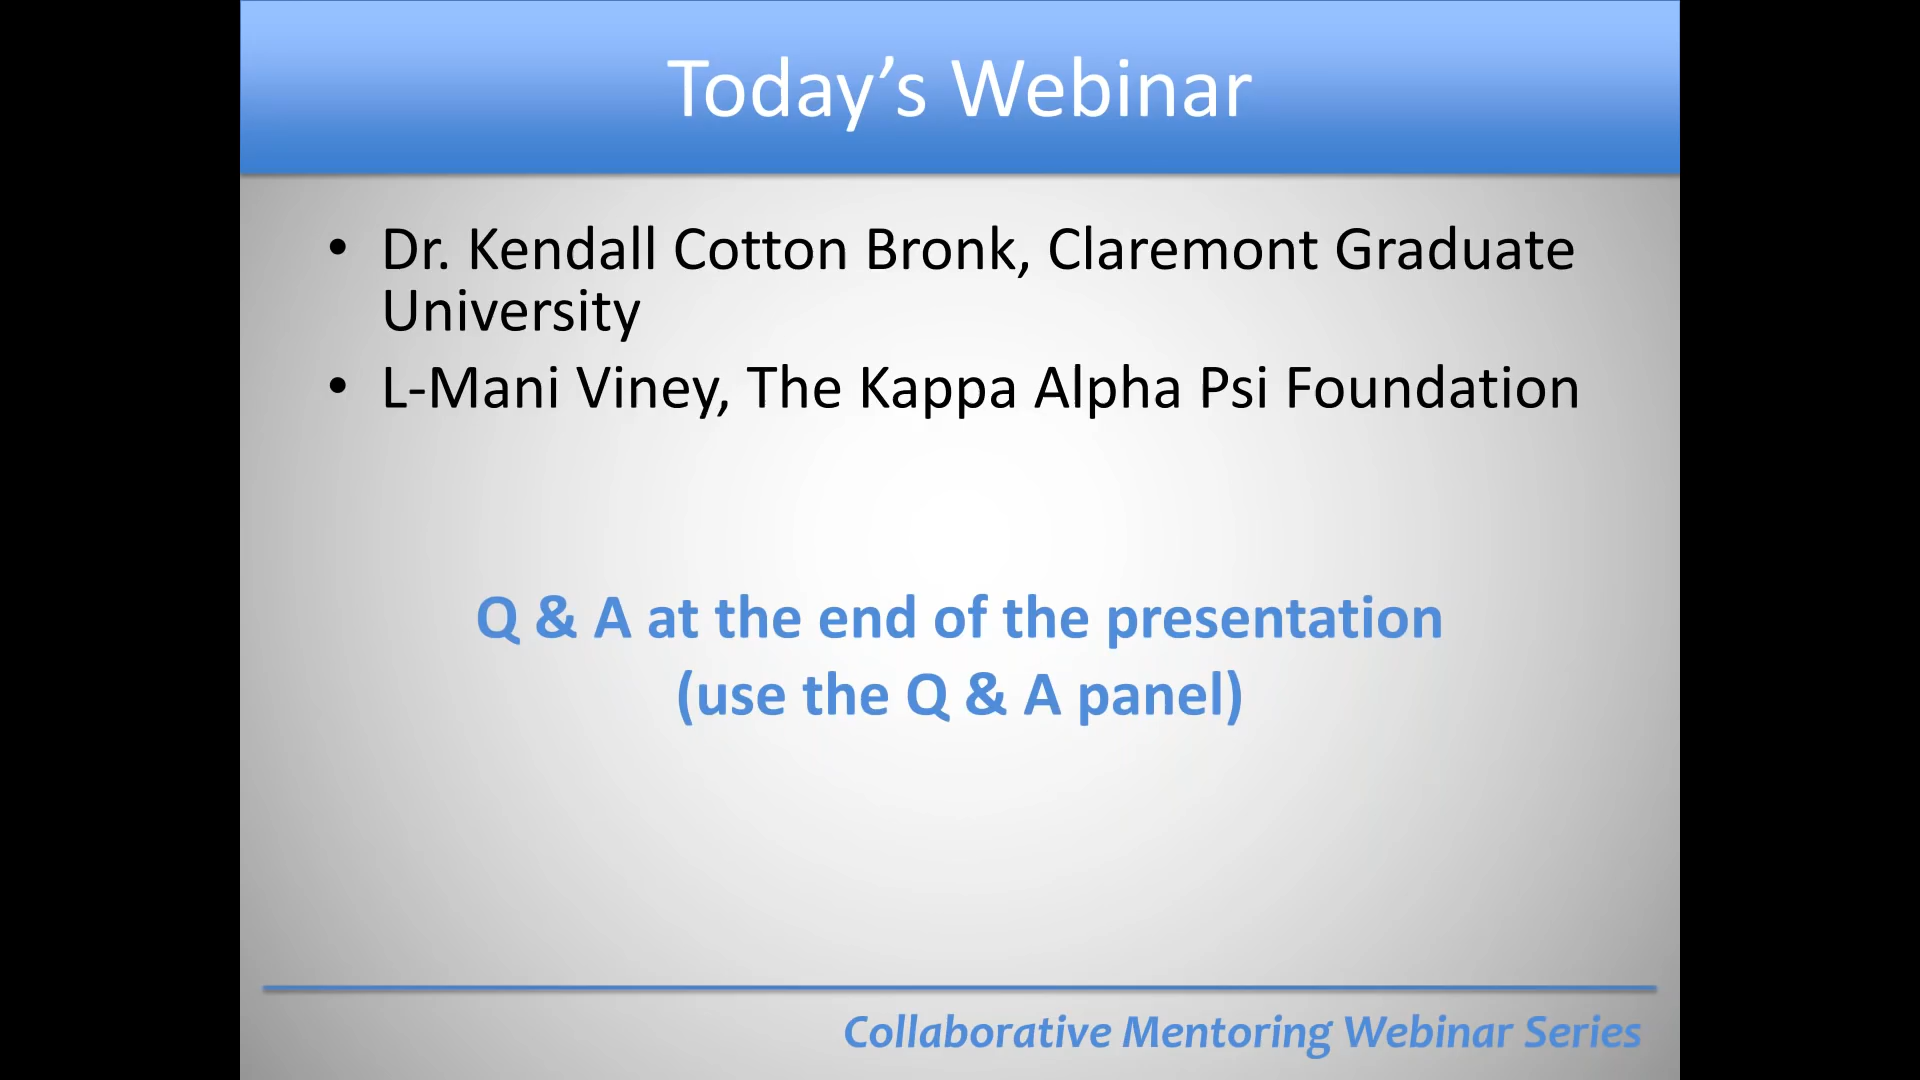 Today’s Webinar
• Dr. Kendall Cotton Bronk, Claremont Graduate
University
• L-Mani Viney, The Kappa Alpha Psi Foundation
Q & A at the end of the presentation
(use the Q & A panel)
Collaborative Mentoring Webinar Series